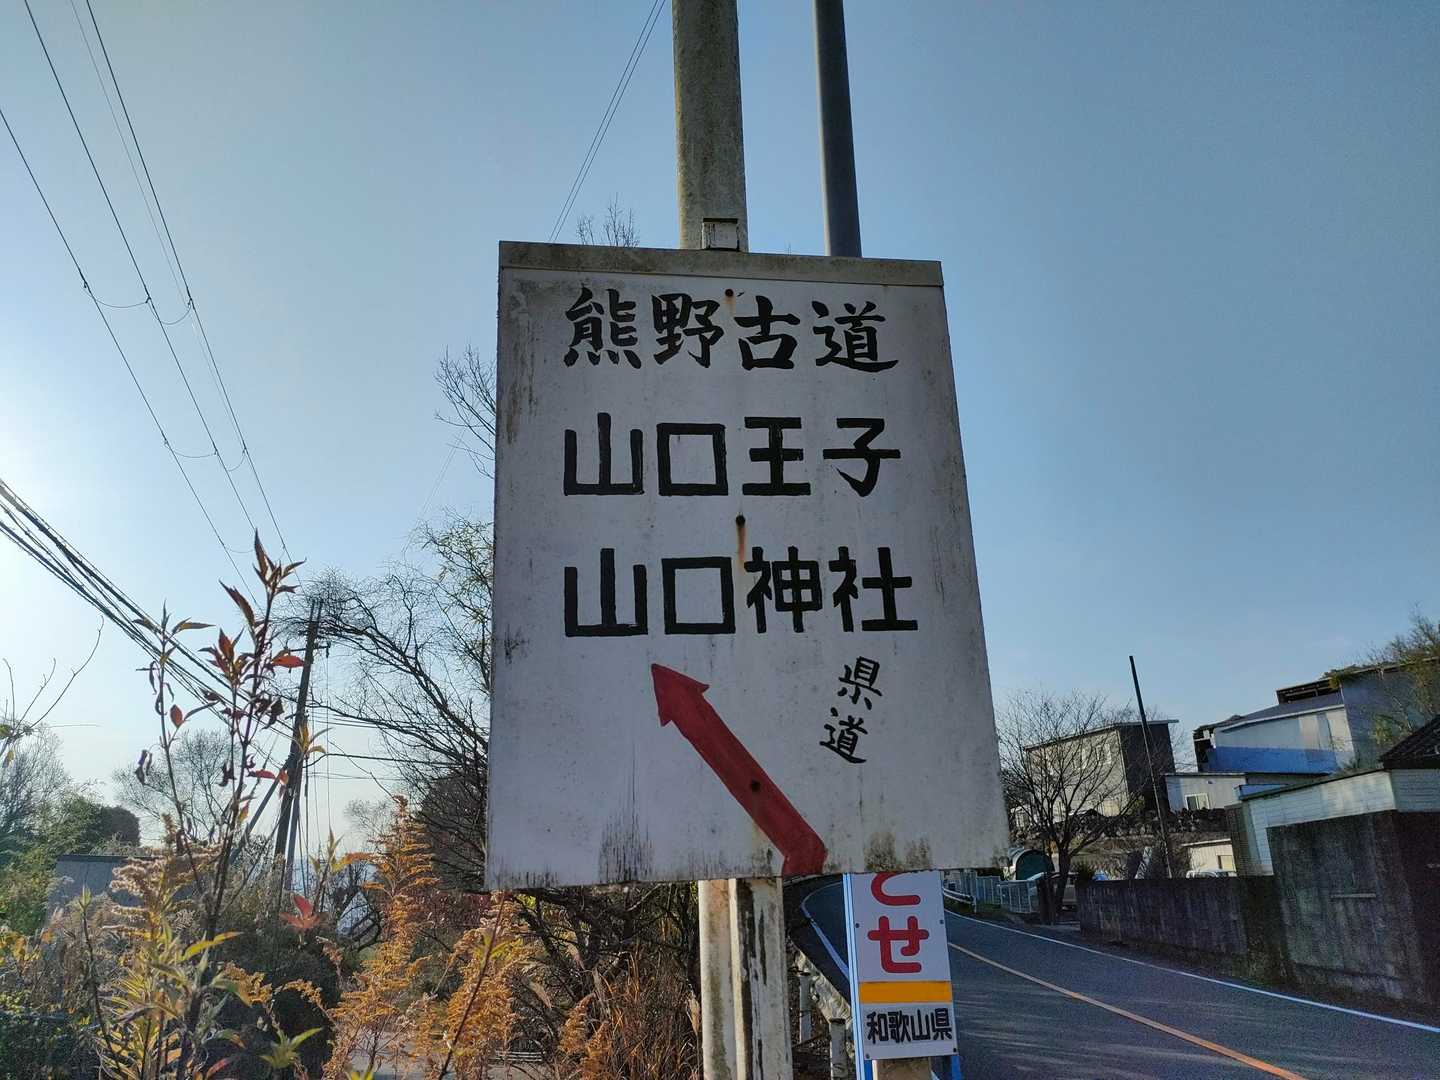 熊野古道
山口王子
山口神社
県道
とせ
和歌山県